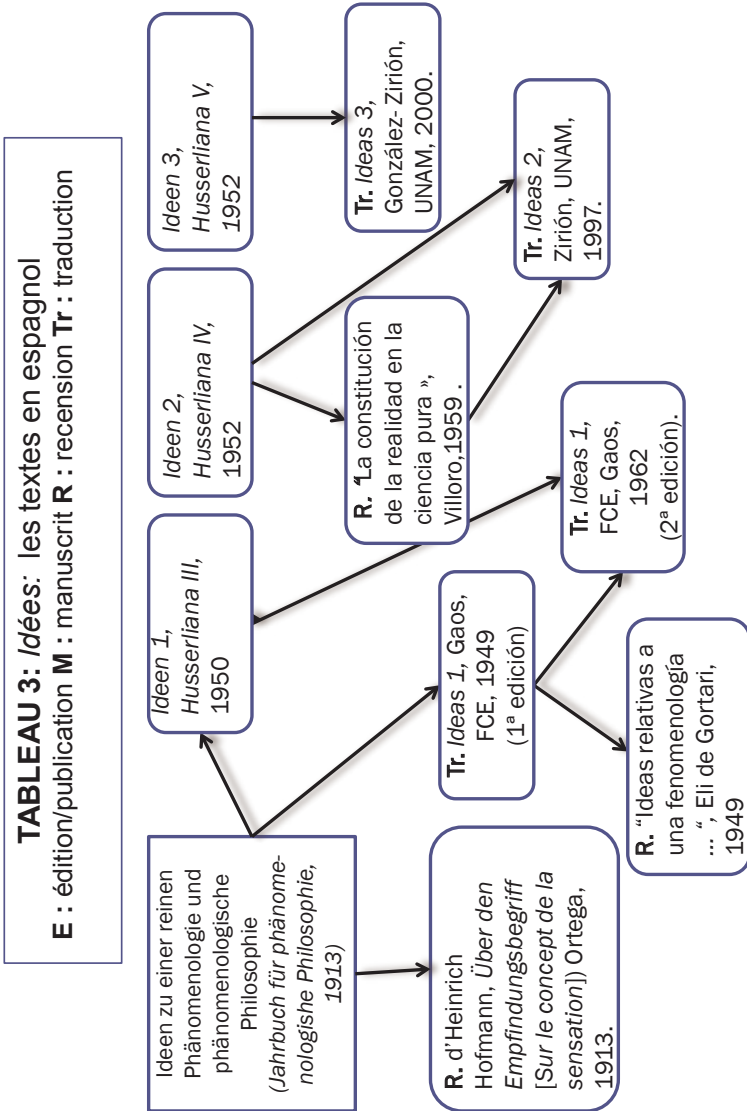 TABLEAU 3: Idées: les textes en espagnol
E : édition/publication M : manuscrit R : recension Tr : traduction
Ideen zu einer reinen
Phänomenologie und
phänomenologische
Philosophie
(Jahrbuch für phänome-
nologishe Philosophie,
1913)
Ideen 1,
Husserliana III,
1950
Ideen 2,
Husserliana IV,
1952
Ideen 3,
Husserliana V,
1952
R. d'Heinrich
Hofmann, Über den
Empfindungsbegriff
[Sur le concept de la
sensation]) Ortega,
1913.
Tr. Ideas 1, Gaos,
FCE, 1949
(1ª edición)
R. “La constitución
de la realidad en la
ciencia pura »,
Villoro,1959 .
Tr. Ideas 3,
González- Zirión,
UNAM, 2000.
R. “Ideas relativas a
una fenomenología
... “, Eli de Gortari,
1949
Tr. Ideas 1,
FCE, Gaos,
1962
(2ª edición).
Tr. Ideas 2,
Zirión, UNAM,
1997.